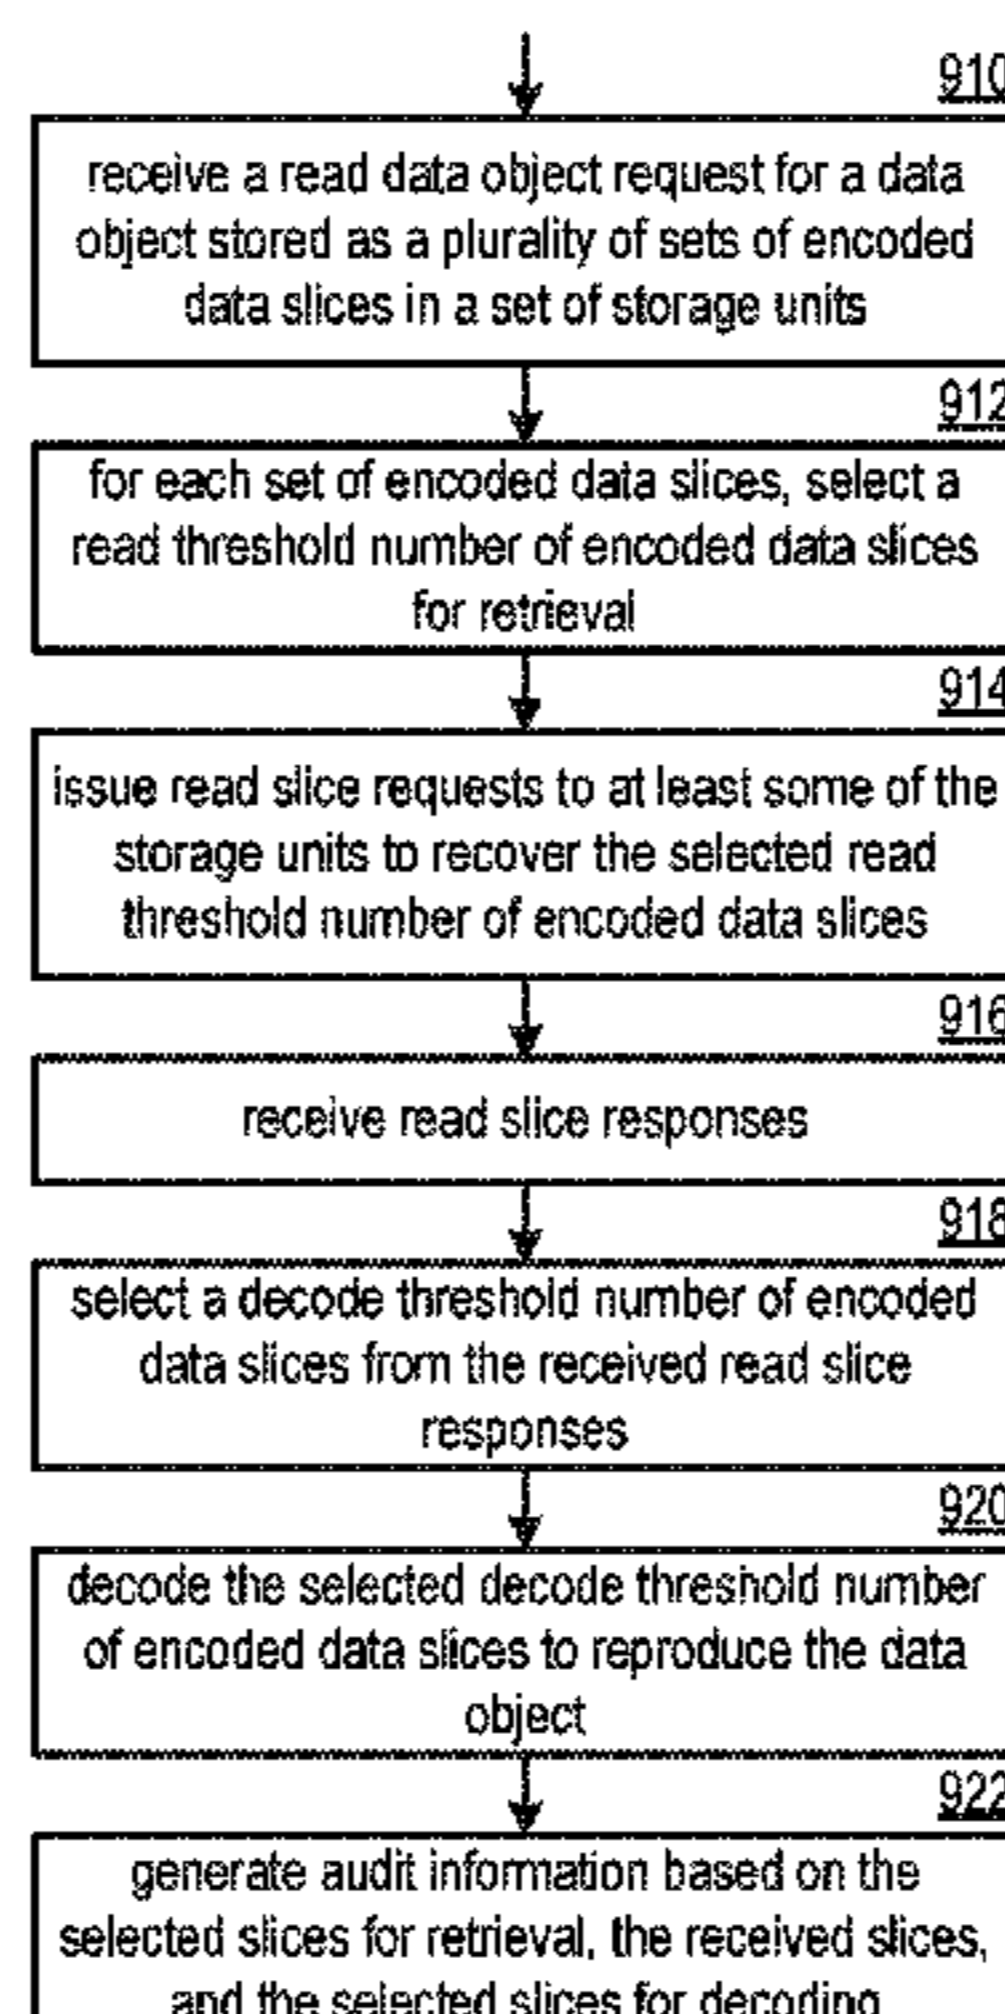 910
receive a read data object request for a data
object stored as a plurality of sets of encoded
data slices in a set of storage units
912
for each set of encoded data slices, select a
read threshold number of encoded data slices
for retrieval
914
issue read slice requests to at least some of the
storage units to recover the selected read
threshold number of encoded data slices
916
receive read slice responses
918
select a decode threshold number of encoded
data slices from the received read slice
responses
920
decode the selected decode threshold number
of encoded data slices to reproduce the data
object
922
generate audit information based on the
selected slices for retrieval, the received slices,
and the selected slices for decoding